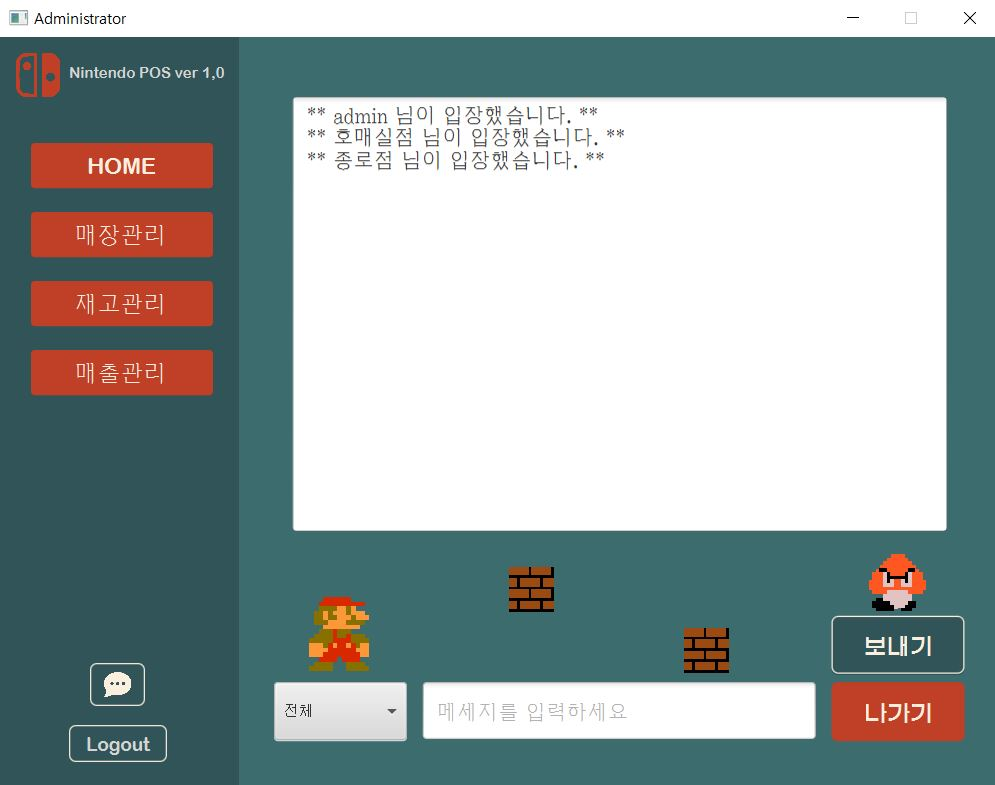 Administrator
Nintendo POS ver 1,0
HOME
매장관리
재고관리
매출관리
Logout
** admin 님이 입장했습니다. **
** 호매실점 님이 입장했습니다. **
** 종로점 님이 입장했습니다. **
보내기
전체
메세지를 입력하세요
나가기